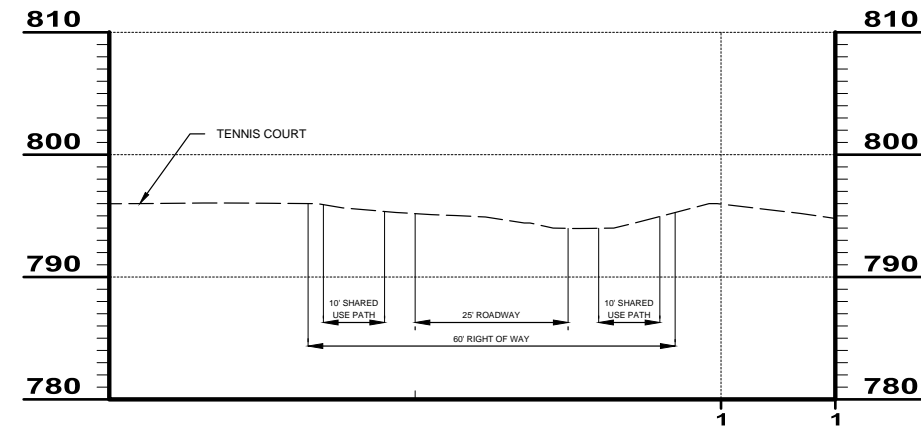 810
810
TENNIS COURT
800
800
790
790
10' SHARED
USE PATH
25' ROADWAY
10' SHARED
USE PATH
60' RIGHT OF WAY
780
780
1
1